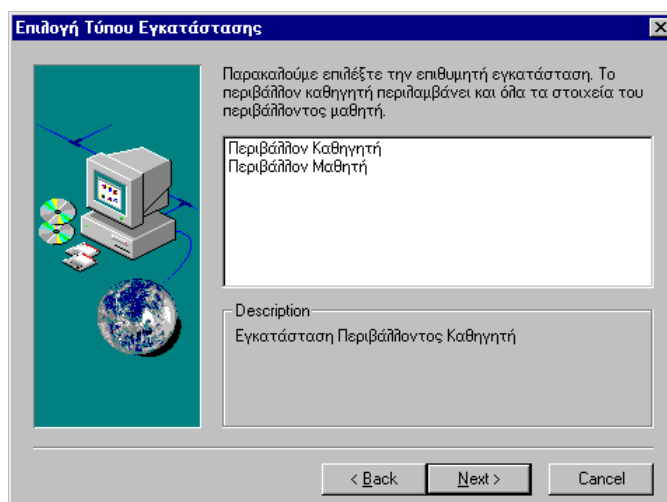 Επιλογή Τύπου Εγκατάστασης
Παρακαλούμε επιλέξτε την επιθυμητή εγκατάσταση. Το
περιβάλλον καθηγητή περιλαμβάνει και όλα τα στοιχεία του
περιβάλλοντος μαθητή.
Περιβάλλον Καθηγητή
Περιβάλλον Μαθητή
Description
Εγκατάσταση Περιβάλλοντος Καθηγητή
< Back
Next >
Cancel